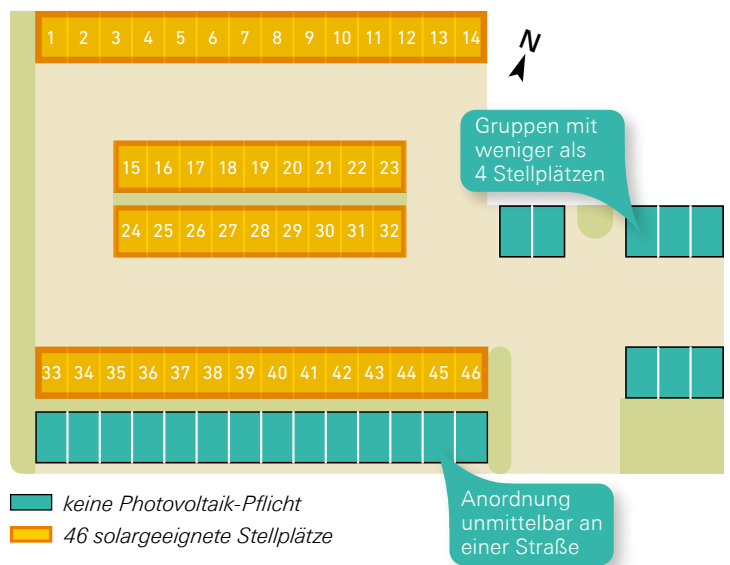 1 2 3 4 5 6 7 8 9 10 11 12 13 14
N
Gruppen mit
weniger als
4 Stellplätzen
15 16 17 18 19 20 21 22 23
24 25 26 27 28 29 30 31 32
33 34 35 36 37 38 39 40 41 42 43 44 45 46
Anordnung
unmittelbar an
einer Straße
keine Photovoltaik-Pflicht
46 solargeeignete Stellplätze